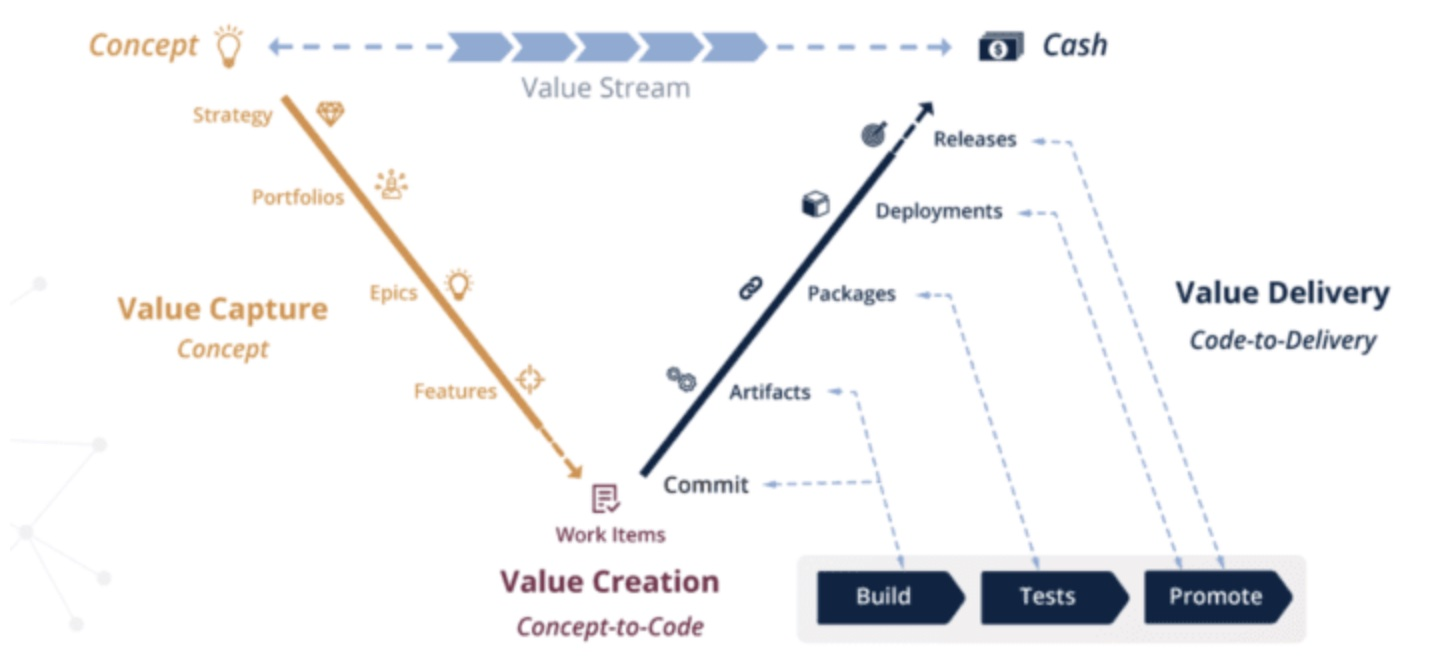 Concept
Cash
Value Stream
Strategy
Releases
Portfolios
Deployments
Epics
Packages
Value Capture
Concept
Value Delivery
Code-to-Delivery
Features
Artifacts
Commit
Work Items
Value Creation
Concept-to-Code
Build
Tests
Promote